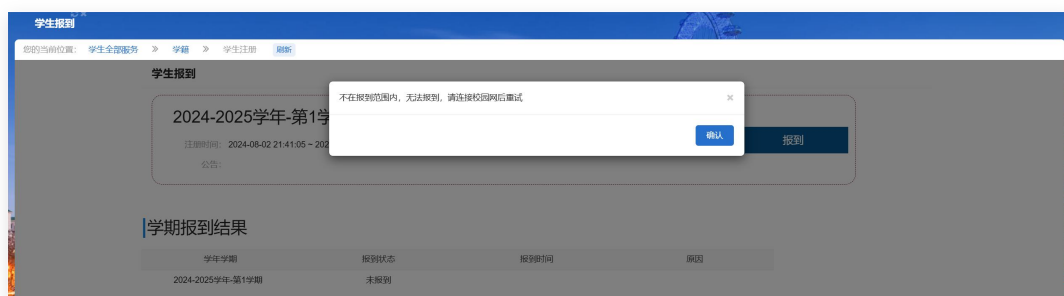 学生报到
您的当前位置： 学生全部服务 》 学籍 》 学生注册 刷新
学生报到
不在报到范围内，无法报到，请连接校园网后重试 ×
2024-2025学年-第1学
确认
报到
注册时间： 2024-08-02 21:41:05 ~ 202
公告：
学期报到结果
学年学期 报到状态 报到时间 原因
2024-2025学年-第1学期 未报到